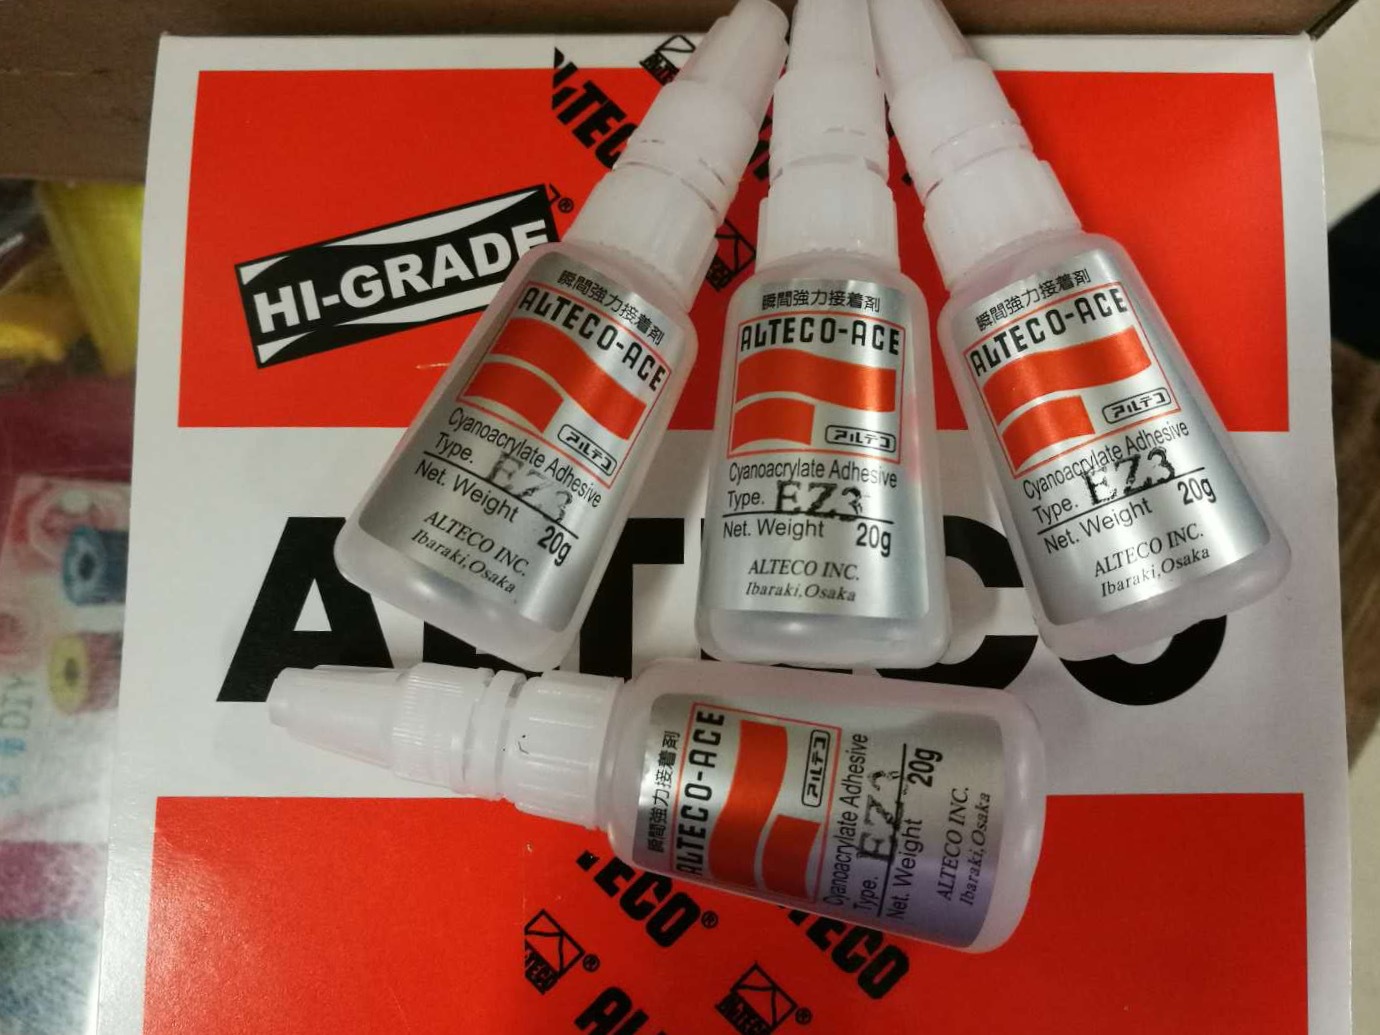 HI-GRADE
ALTECO
瞬間強力接着剤
ALTECO-ACE
アルテコ
Cyanoacrylate Adhesive
Type. EZ3
Net. Weight 20g
ALTECO INC.
Ibaraki,Osaka
瞬間強力接着剤
ALTECO-ACE
アルテコ
Cyanoacrylate Adhesive
Type. EZ3
Net. Weight 20g
ALTECO INC.
Ibaraki,Osaka
瞬間強力接着剤
ALTECO-ACE
アルテコ
Cyanoacrylate Adhesive
Type. EZ3
Net. Weight 20g
ALTECO INC.
Ibaraki,Osaka
瞬間強力接着剤
ALTECO-ACE
アルテコ
Cyanoacrylate Adhesive
Type. EZ3
Net. Weight 20g
ALTECO INC.
Ibaraki,Osaka
TECO®
ALTECO
ALTECO
DIY